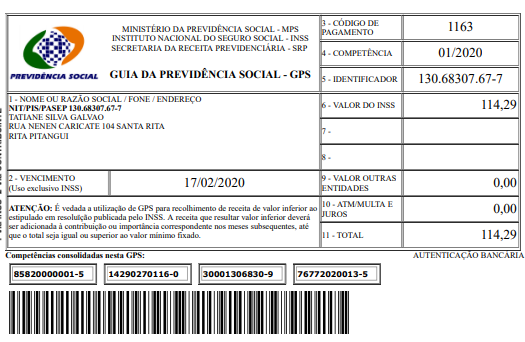 PREVIDÊNCIA SOCIAL
MINISTÉRIO DA PREVIDÊNCIA SOCIAL - MPS
INSTITUTO NACIONAL DO SEGURO SOCIAL - INSS
SECRETARIA DA RECEITA PREVIDENCIÁRIA - SRP
GUIA DA PREVIDÊNCIA SOCIAL - GPS
3 - CÓDIGO DE
PAGAMENTO
1163
4 - COMPETÊNCIA
01/2020
5 - IDENTIFICADOR
130.68307.67-7
1 - NOME OU RAZÃO SOCIAL / FONE / ENDEREÇO
NIT/PIS/PASEP 130.68307.67-7
TATIANE SILVA GALVAO
RUA NENEN CARICATE 104 SANTA RITA
RITA PITANGUI
6 - VALOR DO INSS
114,29
7 -
8 -
2 - VENCIMENTO
(Uso exclusivo INSS)
17/02/2020
9 - VALOR OUTRAS
ENTIDADES
0,00
ATENÇÃO: É vedada a utilização de GPS para recolhimento de receita de valor inferior ao
estipulado em resolução publicada pelo INSS. A receita que resultar valor inferior deverá
ser adicionada à contribuição ou importância correspondente nos meses subsequentes, até
que o total seja igual ou superior ao valor mínimo fixado.
10 - ATM/MULTA E
JUROS
0,00
11 - TOTAL
114,29
Competências consolidadas nesta GPS:
AUTENTICAÇÃO BANCÁRIA
85820000001-5
14290270116-0
30001306830-9
76772020013-5